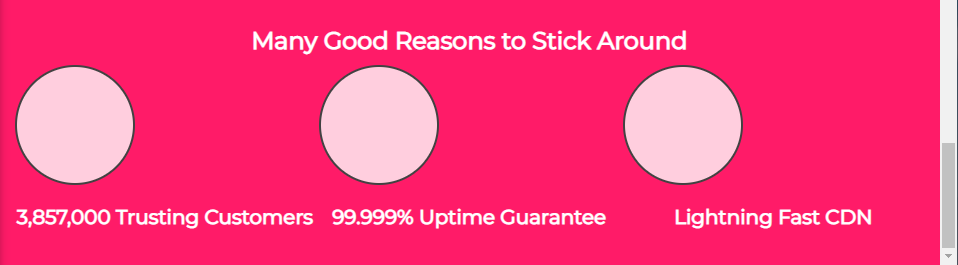 Many Good Reasons to Stick Around
3,857,000 Trusting Customers
99.999% Uptime Guarantee
Lightning Fast CDN